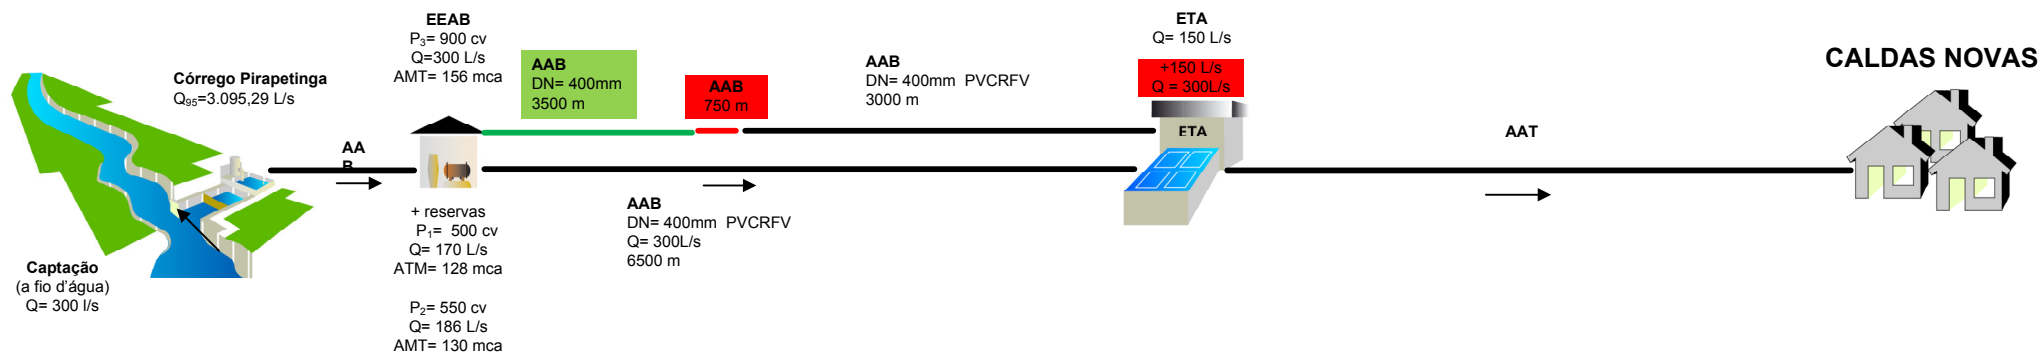 Córrego Pirapetinga
Q₉₅=3.095,29 L/s
Captação
(a fio d'água)
Q= 300 l/s
AA
B
EEAB
P₃= 900 cv
Q=300 L/s
AMT= 156 mca
+ reservas
P₁= 500 cv
Q= 170 L/s
ATM= 128 mca
P₂= 550 cv
Q= 186 L/s
AMT= 130 mca
AAB
DN= 400mm
3500 m
AAB
750 m
AAB
DN= 400mm PVCRFV
3000 m
AAB
DN= 400mm PVCRFV
Q= 300L/s
6500 m
ETA
Q= 150 L/s
+150 L/s
Q = 300L/s
ETA
AAT
CALDAS NOVAS